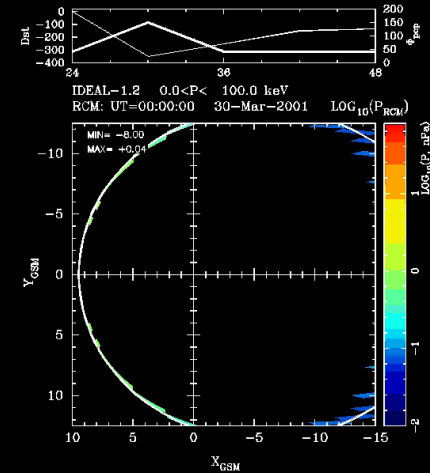 0 200
-100 150
-200 100
-300 50
-400 0
Dst
Φpcp
24 36 48
IDEAL-1.2 0.0<P< 100.0 keV
RCM: UT=00:00:00 30-Mar-2001 LOG10(PRCM)
MIN= -8.00
MAX= +0.04
-10
-5
0
5
10
YGSM
10 5 0 -5 -10 -15
XGSM
LOG10(P, nPa)
1
0
-1
-2